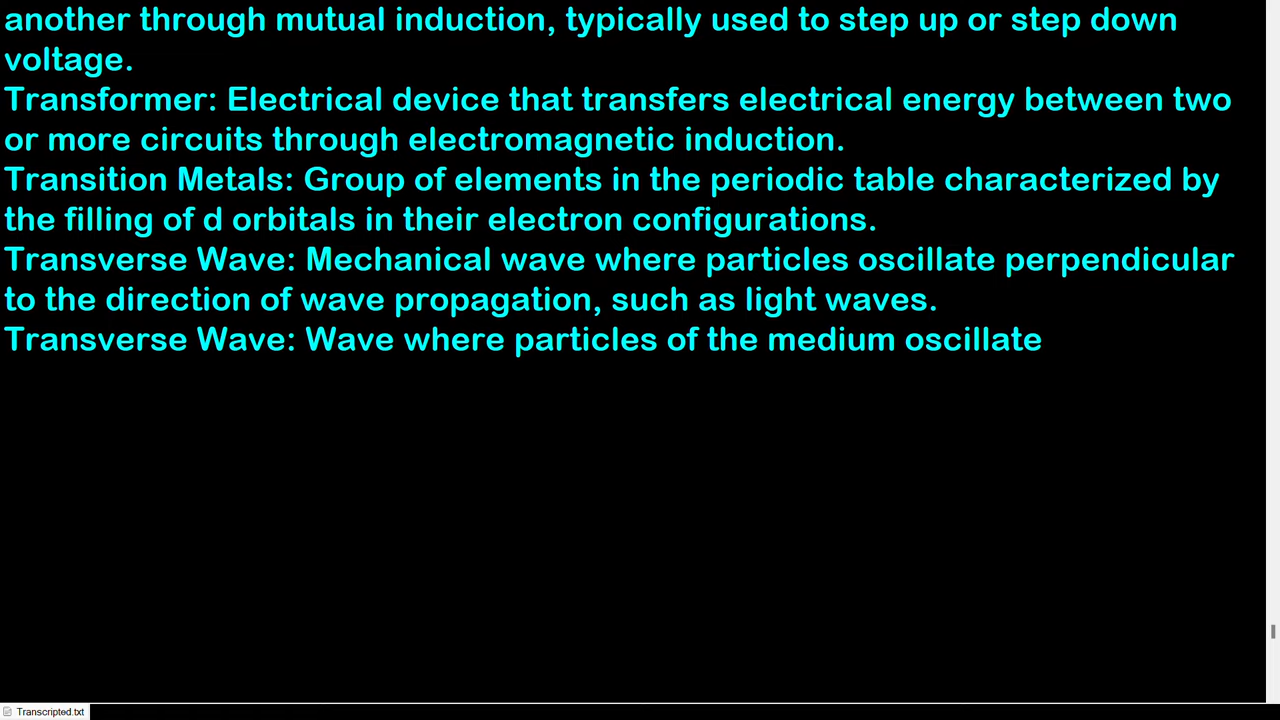 another through mutual induction, typically used to step up or step down
voltage.
Transformer: Electrical device that transfers electrical energy between two
or more circuits through electromagnetic induction.
Transition Metals: Group of elements in the periodic table characterized by
the filling of d orbitals in their electron configurations.
Transverse Wave: Mechanical wave where particles oscillate perpendicular
to the direction of wave propagation, such as light waves.
Transverse Wave: Wave where particles of the medium oscillate
Transcripted.txt